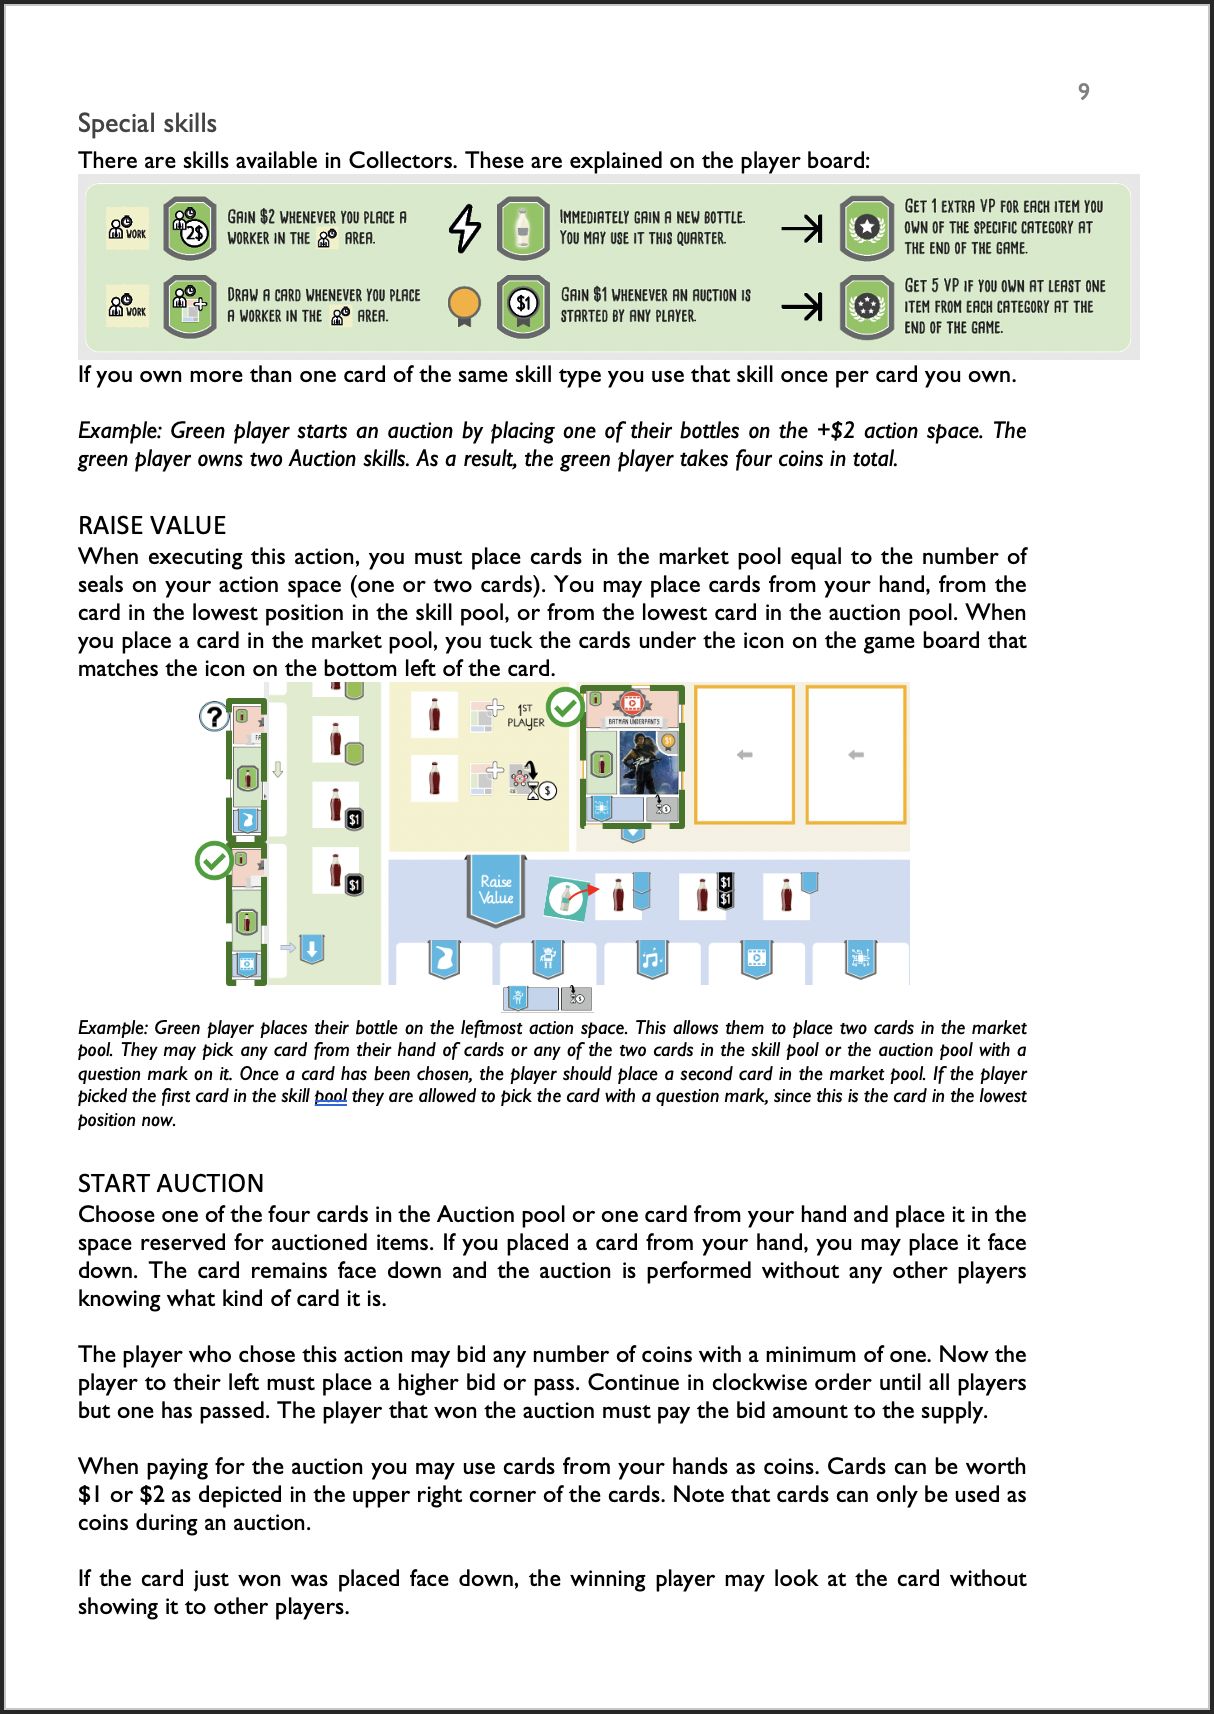 9
Special skills
There are skills available in Collectors. These are explained on the player board:
WORK
2$
GAIN $2 WHENEVER YOU PLACE A
WORKER IN THE AREA.
IMMEDIATELY GAIN A NEW BOTTLE.
YOU MAY USE IT THIS QUARTER.
GET 1 EXTRA VP FOR EACH ITEM YOU
OWN OF THE SPECIFIC CATEGORY AT
THE END OF THE GAME.
WORK
DRAW A CARD WHENEVER YOU PLACE
A WORKER IN THE AREA.
$1
GAIN $1 WHENEVER AN AUCTION IS
STARTED BY ANY PLAYER.
GET 5 VP IF YOU OWN AT LEAST ONE
ITEM FROM EACH CATEGORY AT THE
END OF THE GAME.
If you own more than one card of the same skill type you use that skill once per card you own.
Example: Green player starts an auction by placing one of their bottles on the +$2 action space. The
green player owns two Auction skills. As a result, the green player takes four coins in total.
RAISE VALUE
When executing this action, you must place cards in the market pool equal to the number of
seals on your action space (one or two cards). You may place cards from your hand, from the
card in the lowest position in the skill pool, or from the lowest card in the auction pool. When
you place a card in the market pool, you tuck the cards under the icon on the game board that
matches the icon on the bottom left of the card.
?
1ST
PLAYER
BATMAN UNDERPANTS
$1
$
$1
$1
Raise
Value
$1
$1
Example: Green player places their bottle on the leftmost action space. This allows them to place two cards in the market
pool. They may pick any card from their hand of cards or any of the two cards in the skill pool or the auction pool with a
question mark on it. Once a card has been chosen, the player should place a second card in the market pool. If the player
picked the first card in the skill pool they are allowed to pick the card with a question mark, since this is the card in the lowest
position now.
START AUCTION
Choose one of the four cards in the Auction pool or one card from your hand and place it in the
space reserved for auctioned items. If you placed a card from your hand, you may place it face
down. The card remains face down and the auction is performed without any other players
knowing what kind of card it is.
The player who chose this action may bid any number of coins with a minimum of one. Now the
player to their left must place a higher bid or pass. Continue in clockwise order until all players
but one has passed. The player that won the auction must pay the bid amount to the supply.
When paying for the auction you may use cards from your hands as coins. Cards can be worth
$1 or $2 as depicted in the upper right corner of the cards. Note that cards can only be used as
coins during an auction.
If the card just won was placed face down, the winning player may look at the card without
showing it to other players.